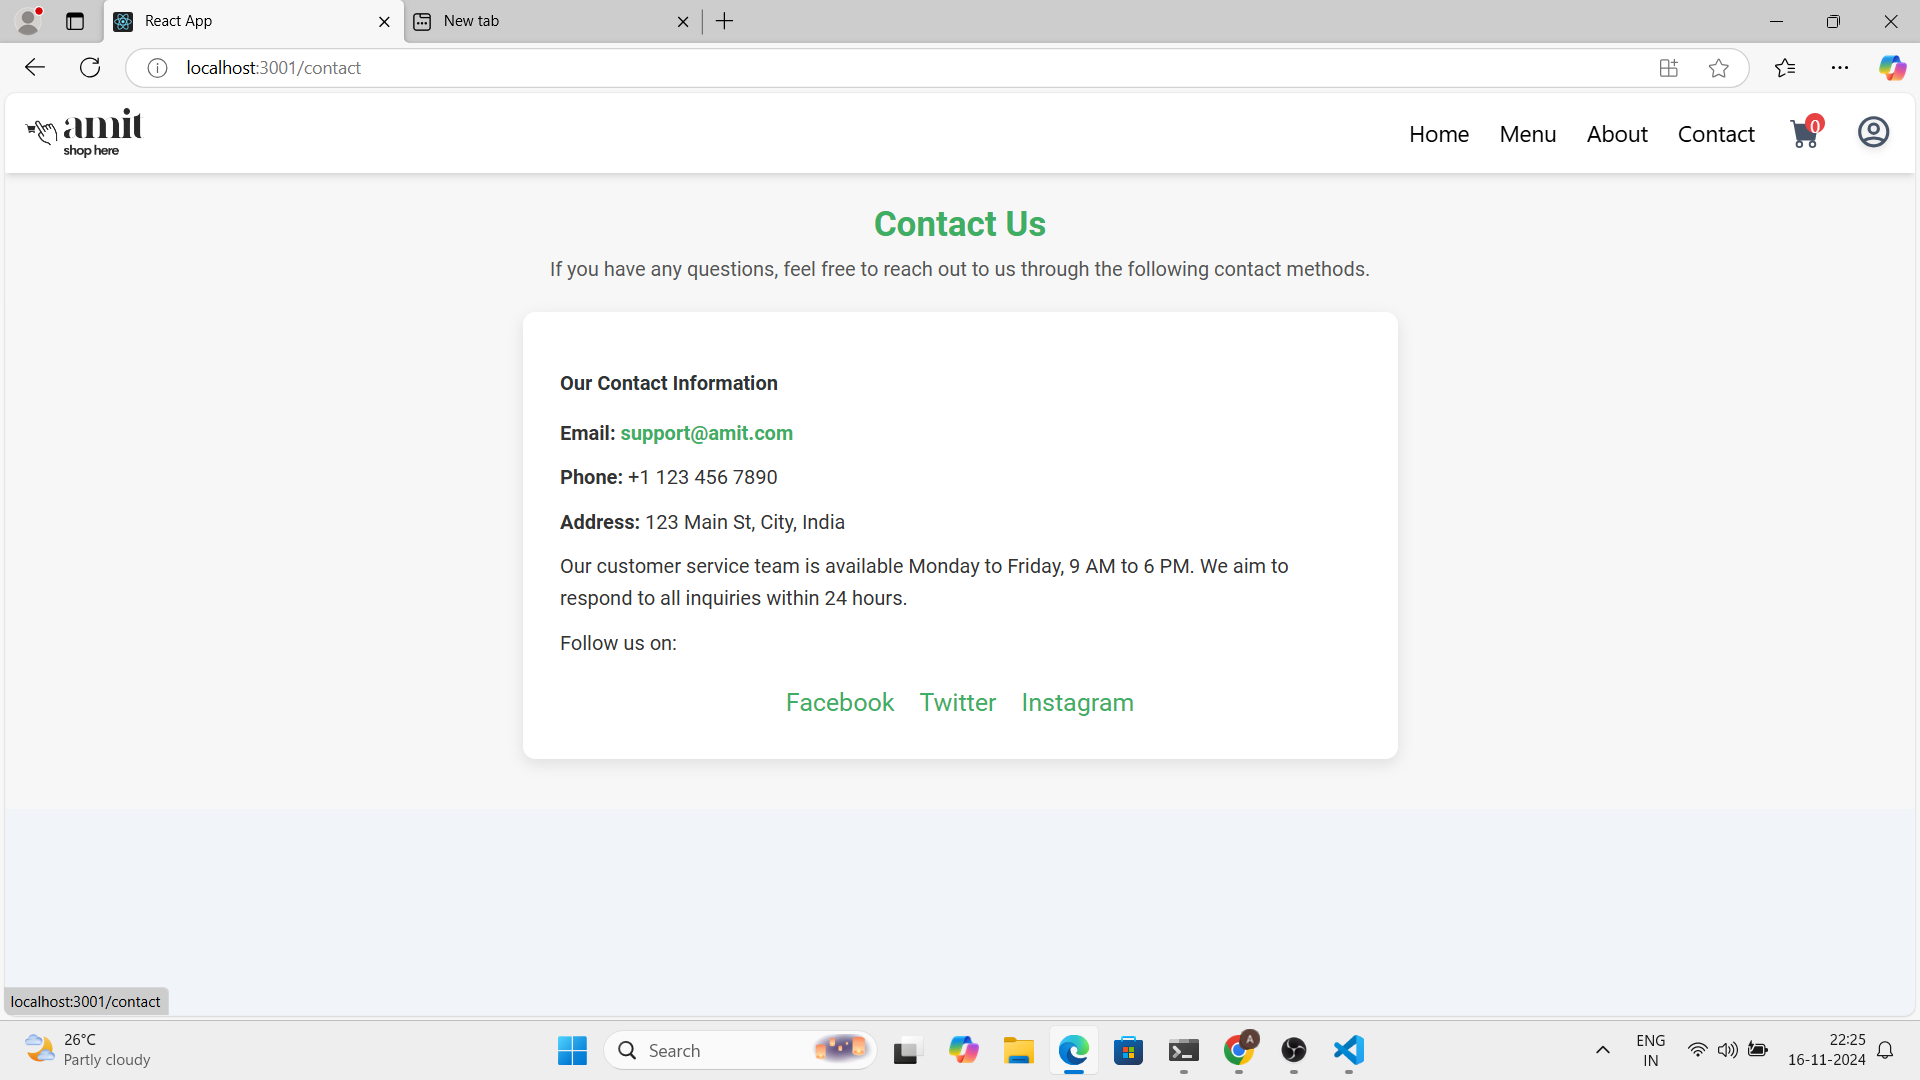 React App
New tab
localhost:3001/contact
amit
shop here
Home Menu About Contact 0
Contact Us
If you have any questions, feel free to reach out to us through the following contact methods.
Our Contact Information
Email: support@amit.com
Phone: +1 123 456 7890
Address: 123 Main St, City, India
Our customer service team is available Monday to Friday, 9 AM to 6 PM. We aim to
respond to all inquiries within 24 hours.
Follow us on:
Facebook Twitter Instagram
localhost:3001/contact
26°C
Partly cloudy
Search
A
ENG
IN
22:25
16-11-2024